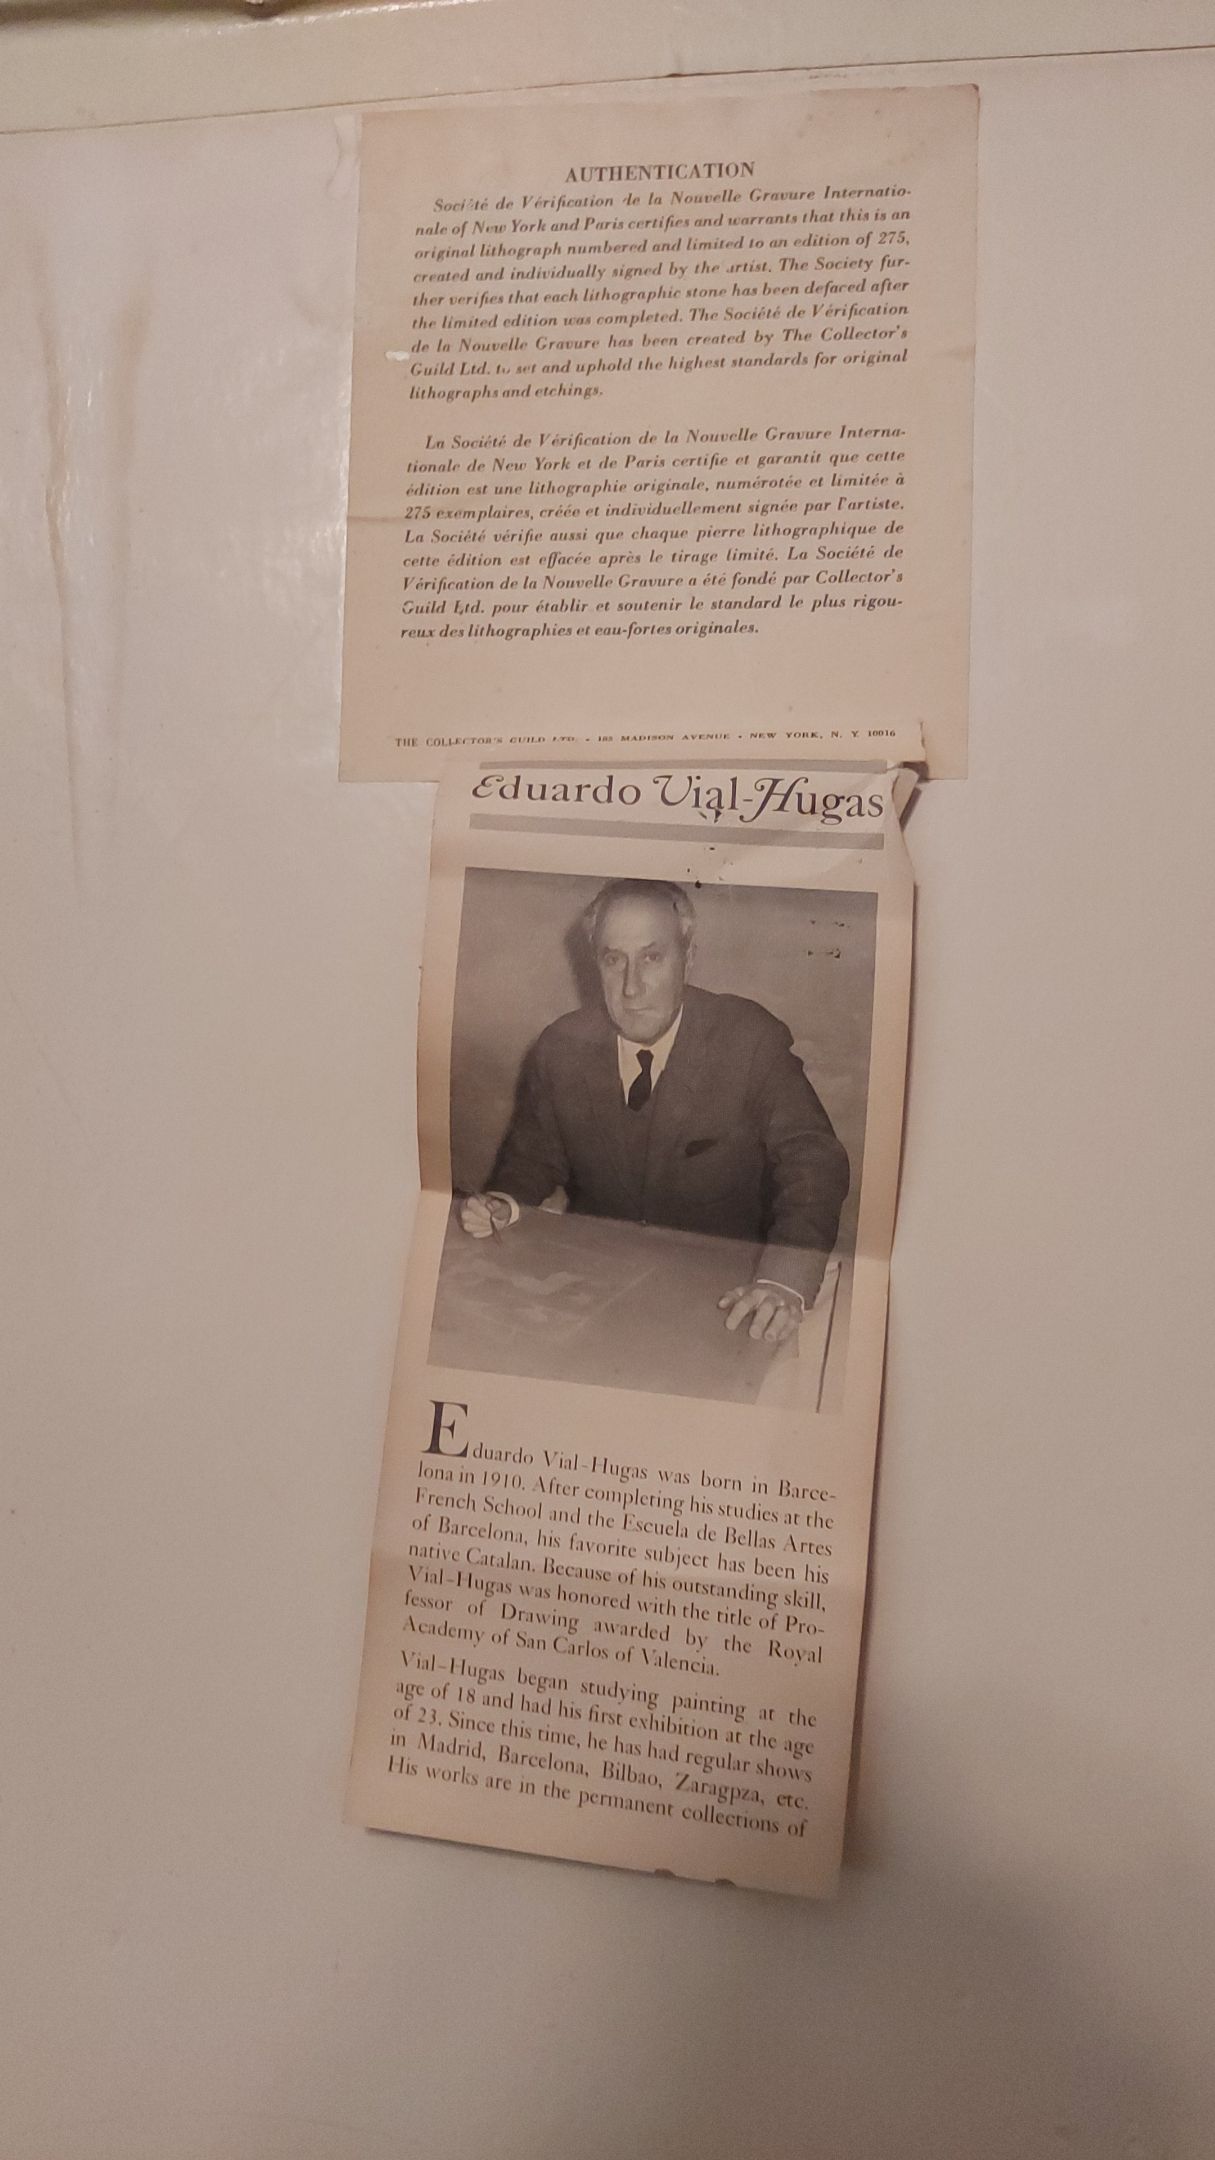 AUTHENTICATION
Société de Vérification de la Nouvelle Gravure Internatio-
nale of New York and Paris certifies and warrants that this is an
original lithograph numbered and limited to an edition of 275,
created and individually signed by the artist. The Society fur-
ther verifies that each lithographic stone has been defaced after
the limited edition was completed. The Société de Vérification
de la Nouvelle Gravure has been created by The Collector's
Guild Ltd. to set and uphold the highest standards for original
lithographs and etchings.
La Société de Vérification de la Nouvelle Gravure Interna-
tionale de New York et de Paris certifie et garantit que cette
édition est une lithographie originale, numérotée et limitée à
275 exemplaires, créée et individuellement signée par l'artiste.
La Société vérifie aussi que chaque pierre lithographique de
cette édition est effacée après le tirage limité. La Société de
Vérification de la Nouvelle Gravure a été fondé par Collector's
Guild Ltd. pour établir et soutenir le standard le plus rigou-
reux des lithographies et eau-fortes originales.
THE COLLECTOR'S GUILD LTD. • 185 MADISON AVENUE • NEW YORK, N. Y. 10016
Eduardo Vial-Hugas
Eduardo Vial-Hugas was born in Barce-
lona in 1910. After completing his studies at the
French School and the Escuela de Bellas Artes
of Barcelona, his favorite subject has been his
native Catalan. Because of his outstanding skill,
Vial-Hugas was honored with the title of Pro-
fessor of Drawing awarded by the Royal
Academy of San Carlos of Valencia.
Vial-Hugas began studying painting at the
age of 18 and had his first exhibition at the age
of 23. Since this time, he has had regular shows
in Madrid, Barcelona, Bilbao, Zaragpza, etc.
His works are in the permanent collections of